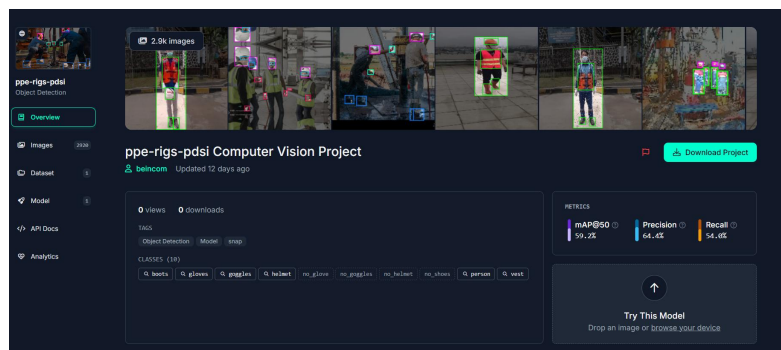 2.9k images
ppe-rigs-pdsi
Object Detection
Overview
Images 2920
Dataset 1
Model 1
API Docs
Analytics
ppe-rigs-pdsi Computer Vision Project
beincom Updated 12 days ago
Download Project
0 views 0 downloads
TAGS
Object Detection Model snap
CLASSES (10)
boots gloves goggles helmet no_glove no_goggles no_helmet no_shoes person vest
METRICS
mAP@50 Precision Recall
59.2% 64.4% 54.0%
Try This Model
Drop an image or browse your device